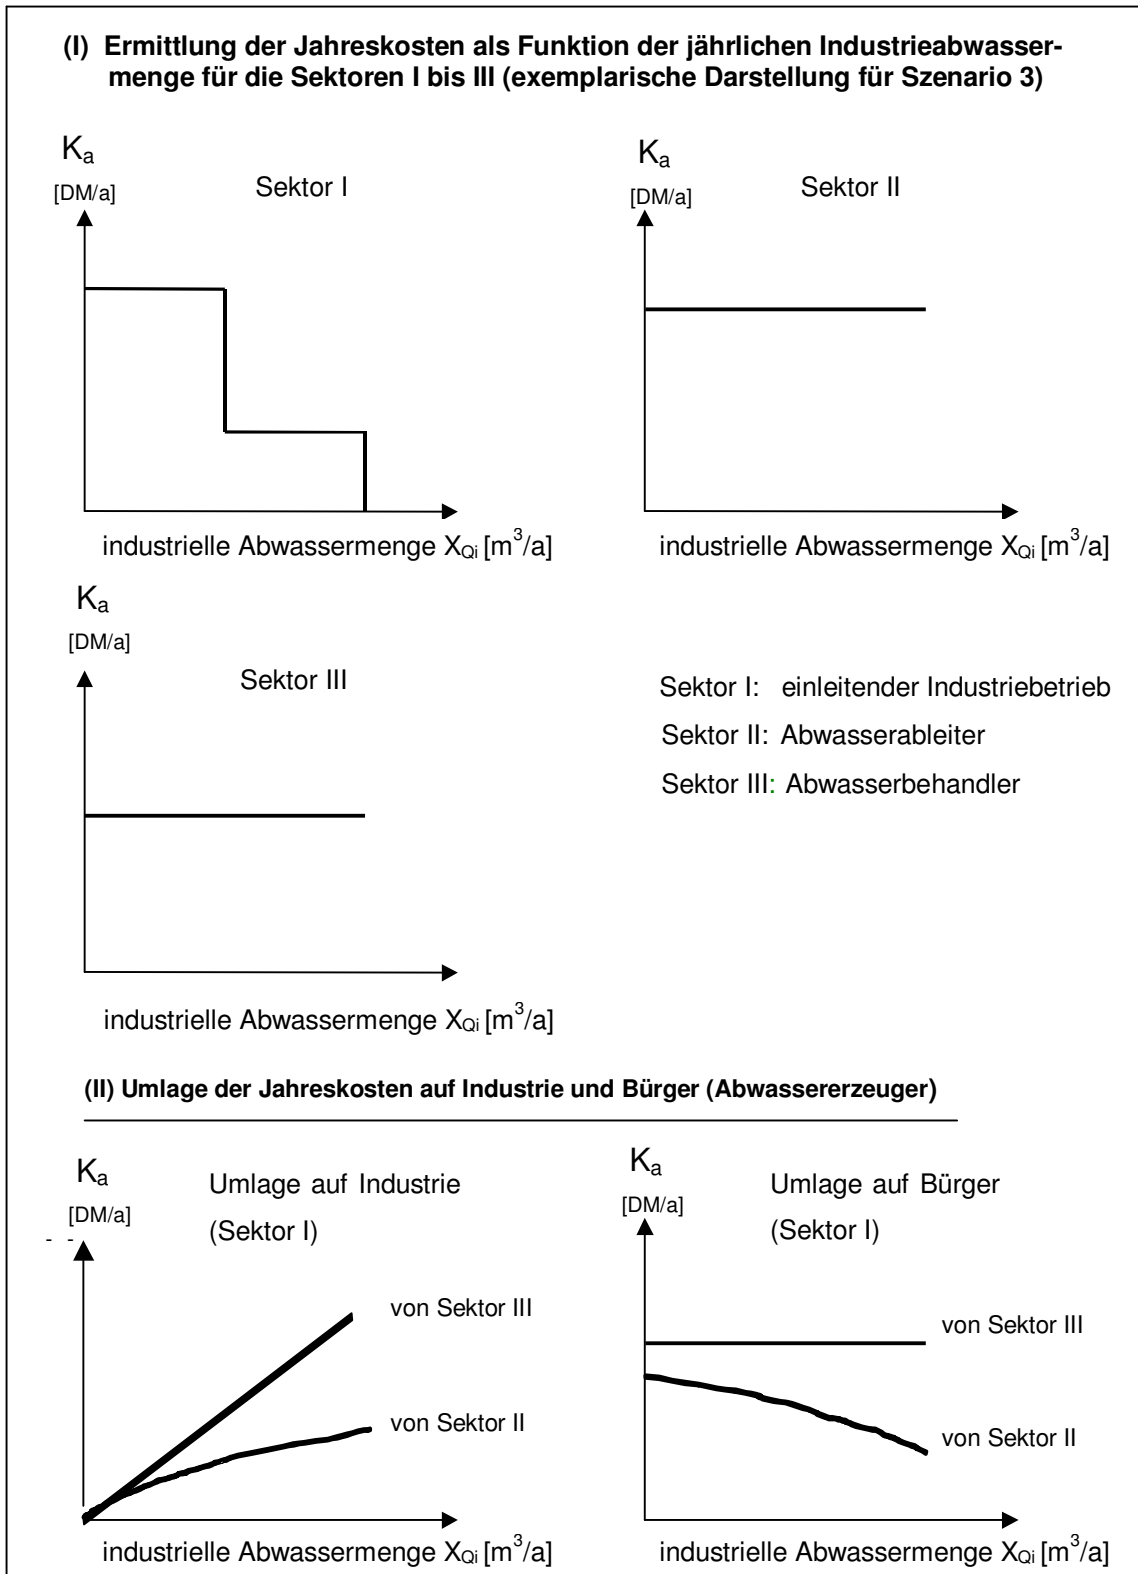 (I) Ermittlung der Jahreskosten als Funktion der jährlichen Industrieabwasser-
menge für die Sektoren I bis III (exemplarische Darstellung für Szenario 3)
Ka
[DM/a]
Sektor I
industrielle Abwassermenge XQi [m³/a]
Ka
[DM/a]
Sektor II
industrielle Abwassermenge XQi [m³/a]
Ka
[DM/a]
Sektor III
industrielle Abwassermenge XQi [m³/a]
Sektor I: einleitender Industriebetrieb
Sektor II: Abwasserableiter
Sektor III: Abwasserbehandler
(II) Umlage der Jahreskosten auf Industrie und Bürger (Abwassererzeuger)
Ka
[DM/a]
Umlage auf Industrie
(Sektor I)
von Sektor III
von Sektor II
industrielle Abwassermenge XQi [m³/a]
Ka
[DM/a]
Umlage auf Bürger
(Sektor I)
von Sektor III
von Sektor II
industrielle Abwassermenge XQi [m³/a]